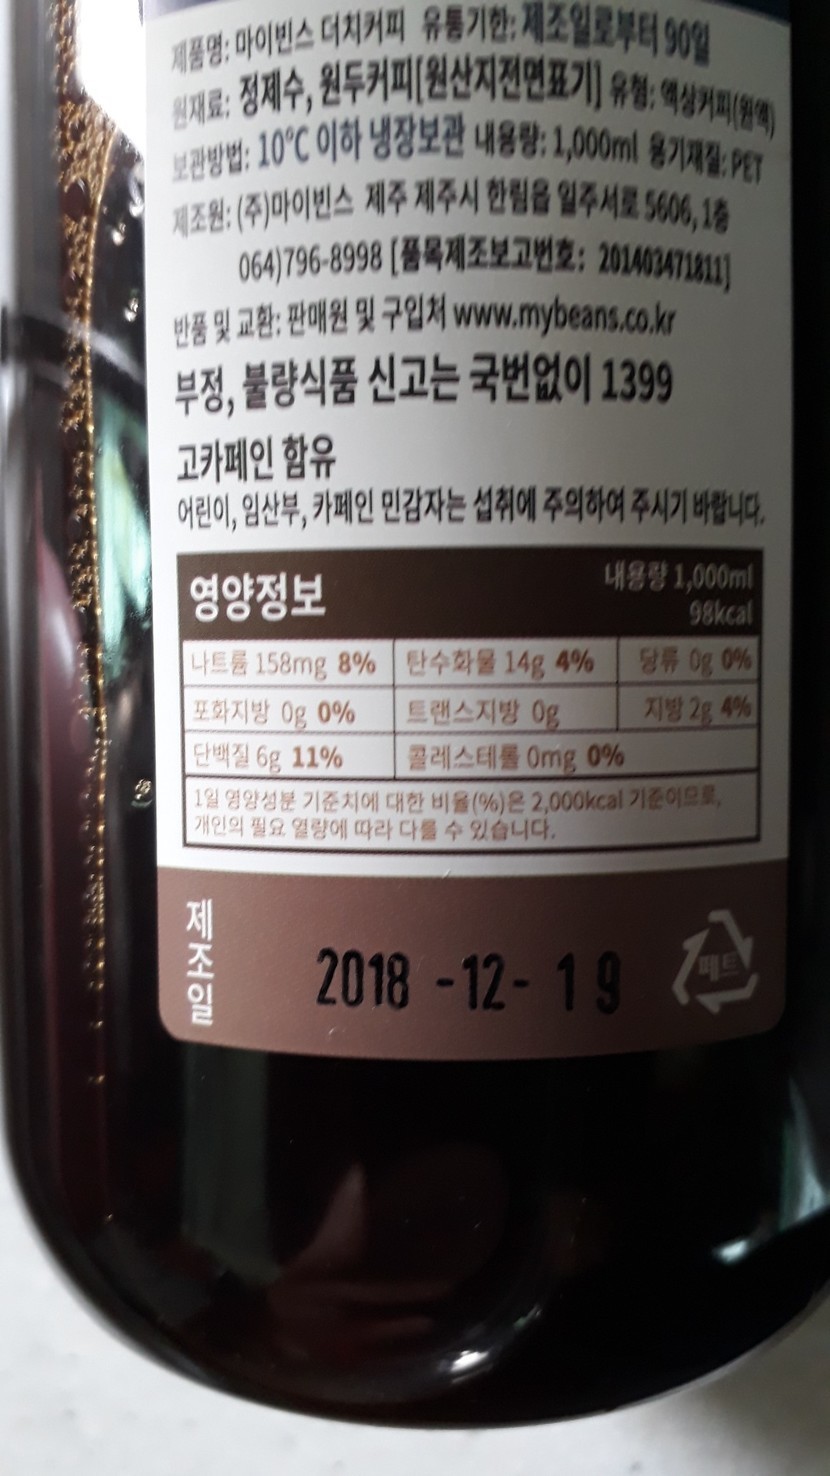 제품명: 마이빈스 더치커피 유통기한: 제조일로부터 90일
원재료: 정제수, 원두커피[원산지전면표기] 유형: 액상커피(원액)
보관방법: 10℃ 이하 냉장보관 내용량: 1,000ml 용기재질: PET
제조원: (주)마이빈스 제주 제주시 한림읍 일주서로 5606, 1층
064)796-8998 [품목제조보고번호: 201403471811]
반품 및 교환: 판매원 및 구입처 www.mybeans.co.kr
부정, 불량식품 신고는 국번없이 1399
고카페인 함유
어린이, 임산부, 카페인 민감자는 섭취에 주의하여 주시기 바랍니다.
영양정보 내용량 1,000ml
98kcal
나트륨 158mg 8% 탄수화물 14g 4% 당류 0g 0%
포화지방 0g 0% 트랜스지방 0g 지방 2g 4%
단백질 6g 11% 콜레스테롤 0mg 0%
1일 영양성분 기준치에 대한 비율(%)은 2,000kcal 기준이므로,
개인의 필요 열량에 따라 다를 수 있습니다.
제조일 2018 -12- 19
페트